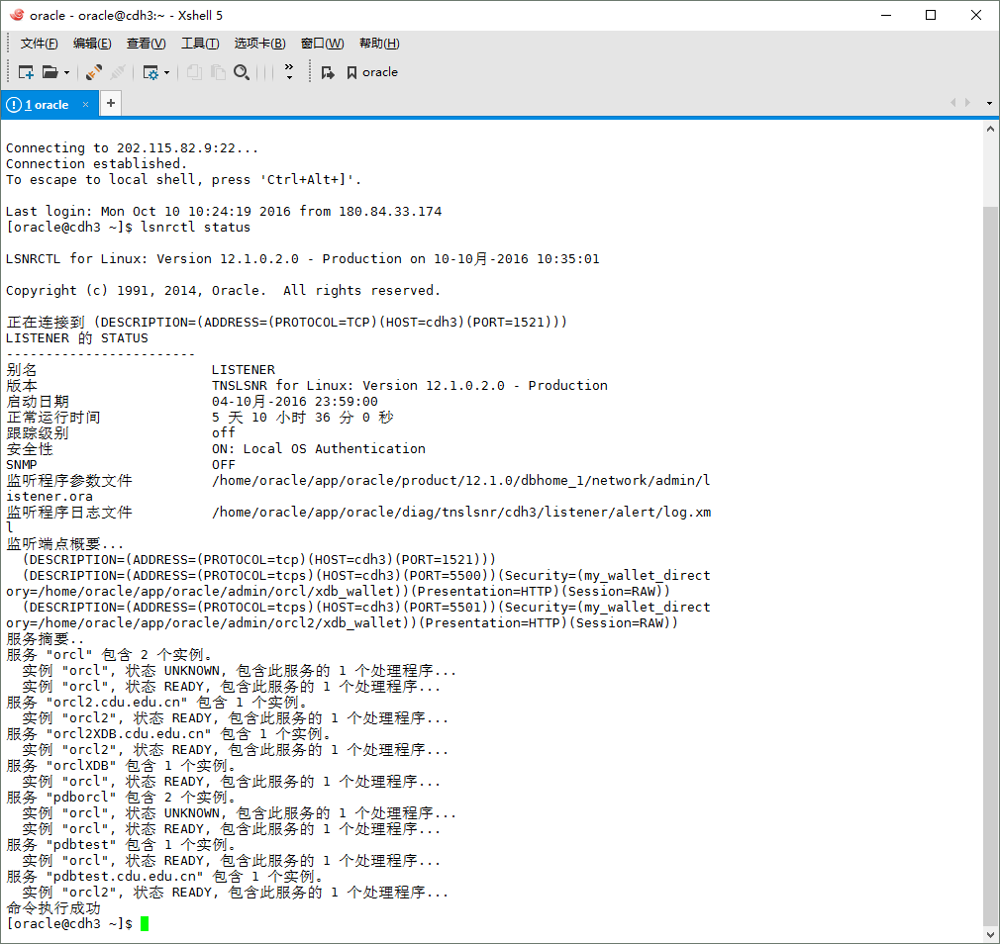 oracle - oracle@cdh3:~ - Xshell 5
文件(F) 编辑(E) 查看(V) 工具(T) 选项卡(B) 窗口(W) 帮助(H)
oracle
1 oracle × +
Connecting to 202.115.82.9:22...
Connection established.
To escape to local shell, press 'Ctrl+Alt+]'.
Last login: Mon Oct 10 10:24:19 2016 from 180.84.33.174
[oracle@cdh3 ~]$ lsnrctl status
LSNRCTL for Linux: Version 12.1.0.2.0 - Production on 10-10月-2016 10:35:01
Copyright (c) 1991, 2014, Oracle.  All rights reserved.
正在连接到 (DESCRIPTION=(ADDRESS=(PROTOCOL=TCP)(HOST=cdh3)(PORT=1521)))
LISTENER 的 STATUS
------------------------
别名                      LISTENER
版本                      TNSLSNR for Linux: Version 12.1.0.2.0 - Production
启动日期                  04-10月-2016 23:59:00
正常运行时间              5 天 10 小时 36 分 0 秒
跟踪级别                  off
安全性                    ON: Local OS Authentication
SNMP                      OFF
监听程序参数文件          /home/oracle/app/oracle/product/12.1.0/dbhome_1/network/admin/l
istener.ora
监听程序日志文件          /home/oracle/app/oracle/diag/tnslsnr/cdh3/listener/alert/log.xm
l
监听端点概要...
  (DESCRIPTION=(ADDRESS=(PROTOCOL=tcp)(HOST=cdh3)(PORT=1521)))
  (DESCRIPTION=(ADDRESS=(PROTOCOL=tcps)(HOST=cdh3)(PORT=5500))(Security=(my_wallet_direct
ory=/home/oracle/app/oracle/admin/orcl/xdb_wallet))(Presentation=HTTP)(Session=RAW))
  (DESCRIPTION=(ADDRESS=(PROTOCOL=tcps)(HOST=cdh3)(PORT=5501))(Security=(my_wallet_direct
ory=/home/oracle/app/oracle/admin/orcl2/xdb_wallet))(Presentation=HTTP)(Session=RAW))
服务摘要..
服务 "orcl" 包含 2 个实例。
  实例 "orcl", 状态 UNKNOWN, 包含此服务的 1 个处理程序...
  实例 "orcl", 状态 READY, 包含此服务的 1 个处理程序...
服务 "orcl2.cdu.edu.cn" 包含 1 个实例。
  实例 "orcl2", 状态 READY, 包含此服务的 1 个处理程序...
服务 "orcl2XDB.cdu.edu.cn" 包含 1 个实例。
  实例 "orcl2", 状态 READY, 包含此服务的 1 个处理程序...
服务 "orclXDB" 包含 1 个实例。
  实例 "orcl", 状态 READY, 包含此服务的 1 个处理程序...
服务 "pdborcl" 包含 2 个实例。
  实例 "orcl", 状态 UNKNOWN, 包含此服务的 1 个处理程序...
  实例 "orcl", 状态 READY, 包含此服务的 1 个处理程序...
服务 "pdbtest" 包含 1 个实例。
  实例 "orcl", 状态 READY, 包含此服务的 1 个处理程序...
服务 "pdbtest.cdu.edu.cn" 包含 1 个实例。
  实例 "orcl2", 状态 READY, 包含此服务的 1 个处理程序...
命令执行成功
[oracle@cdh3 ~]$